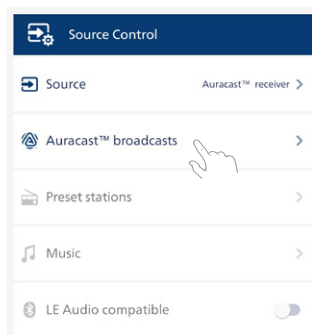 Source Control
Source Auracast™ receiver
Auracast™ broadcasts
Preset stations
Music
LE Audio compatible